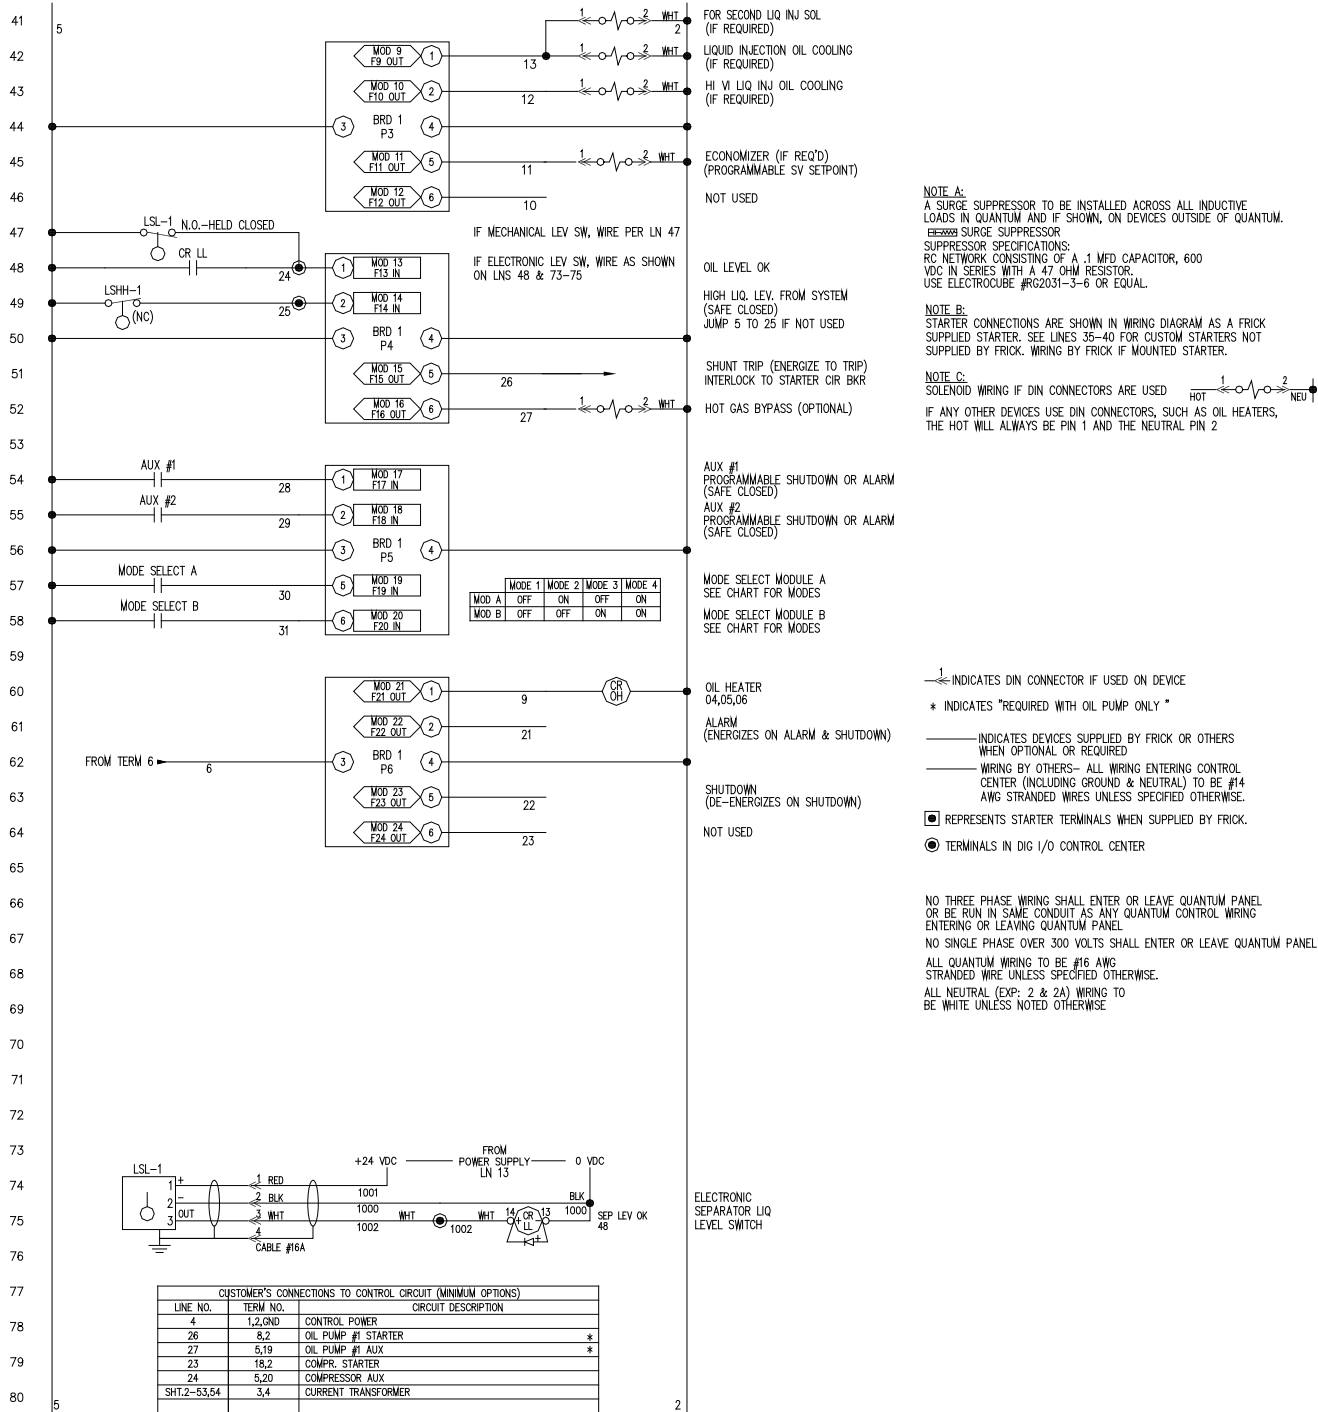 41
5
1
2
WHT
2
FOR SECOND LIQ INJ SOL
(IF REQUIRED)
42
MOD 9
F9 OUT
1
13
1
2
WHT
LIQUID INJECTION OIL COOLING
(IF REQUIRED)
43
MOD 10
F10 OUT
2
12
1
2
WHT
HI VI LIQ INJ OIL COOLING
(IF REQUIRED)
44
3
BRD 1
P3
4
45
MOD 11
F11 OUT
5
11
1
2
WHT
ECONOMIZER (IF REQ'D)
(PROGRAMMABLE SV SETPOINT)
46
MOD 12
F12 OUT
6
10
NOT USED
47
LSL-1
N.O.-HELD CLOSED
IF MECHANICAL LEV SW, WIRE PER LN 47
48
CR LL
24
1
MOD 13
F13 IN
IF ELECTRONIC LEV SW, WIRE AS SHOWN
ON LNS 48 & 73-75
OIL LEVEL OK
49
LSHH-1
(NC)
25
2
MOD 14
F14 IN
HIGH LIQ. LEV. FROM SYSTEM
(SAFE CLOSED)
JUMP 5 TO 25 IF NOT USED
50
3
BRD 1
P4
4
51
MOD 15
F15 OUT
5
26
SHUNT TRIP (ENERGIZE TO TRIP)
INTERLOCK TO STARTER CIR BKR
52
MOD 16
F16 OUT
6
27
1
2
WHT
HOT GAS BYPASS (OPTIONAL)
53
54
AUX #1
28
1
MOD 17
F17 IN
AUX #1
PROGRAMMABLE SHUTDOWN OR ALARM
(SAFE CLOSED)
55
AUX #2
29
2
MOD 18
F18 IN
AUX #2
PROGRAMMABLE SHUTDOWN OR ALARM
(SAFE CLOSED)
56
3
BRD 1
P5
4
57
MODE SELECT A
30
5
MOD 19
F19 IN
MODE SELECT MODULE A
SEE CHART FOR MODES
58
MODE SELECT B
31
6
MOD 20
F20 IN
MODE SELECT MODULE B
SEE CHART FOR MODES
MODE 1 MODE 2 MODE 3 MODE 4
MOD A OFF ON OFF ON
MOD B OFF OFF ON ON
59
60
MOD 21
F21 OUT
1
9
CR
OH
OIL HEATER
04,05,06
61
MOD 22
F22 OUT
2
21
ALARM
(ENERGIZES ON ALARM & SHUTDOWN)
62
FROM TERM 6
6
3
BRD 1
P6
4
63
MOD 23
F23 OUT
5
22
SHUTDOWN
(DE-ENERGIZES ON SHUTDOWN)
64
MOD 24
F24 OUT
6
23
NOT USED
65
66
67
68
69
70
71
72
73
74
75
76
77
78
79
80
NOTE A:
A SURGE SUPPRESSOR TO BE INSTALLED ACROSS ALL INDUCTIVE
LOADS IN QUANTUM AND IF SHOWN, ON DEVICES OUTSIDE OF QUANTUM.
SURGE SUPPRESSOR
SUPPRESSOR SPECIFICATIONS:
RC NETWORK CONSISTING OF A .1 MFD CAPACITOR, 600
VDC IN SERIES WITH A 47 OHM RESISTOR.
USE ELECTROCUBE #RG2031-3-6 OR EQUAL.
NOTE B:
STARTER CONNECTIONS ARE SHOWN IN WIRING DIAGRAM AS A FRICK
SUPPLIED STARTER. SEE LINES 35-40 FOR CUSTOM STARTERS NOT
SUPPLIED BY FRICK. WIRING BY FRICK IF MOUNTED STARTER.
NOTE C:
SOLENOID WIRING IF DIN CONNECTORS ARE USED
HOT
1
2
NEU
IF ANY OTHER DEVICES USE DIN CONNECTORS, SUCH AS OIL HEATERS,
THE HOT WILL ALWAYS BE PIN 1 AND THE NEUTRAL PIN 2
1
INDICATES DIN CONNECTOR IF USED ON DEVICE
* INDICATES "REQUIRED WITH OIL PUMP ONLY "
INDICATES DEVICES SUPPLIED BY FRICK OR OTHERS
WHEN OPTIONAL OR REQUIRED
WIRING BY OTHERS- ALL WIRING ENTERING CONTROL
CENTER (INCLUDING GROUND & NEUTRAL) TO BE #14
AWG STRANDED WIRES UNLESS SPECIFIED OTHERWISE.
REPRESENTS STARTER TERMINALS WHEN SUPPLIED BY FRICK.
TERMINALS IN DIG I/O CONTROL CENTER
NO THREE PHASE WIRING SHALL ENTER OR LEAVE QUANTUM PANEL
OR BE RUN IN SAME CONDUIT AS ANY QUANTUM CONTROL WIRING
ENTERING OR LEAVING QUANTUM PANEL
NO SINGLE PHASE OVER 300 VOLTS SHALL ENTER OR LEAVE QUANTUM PANEL
ALL QUANTUM WIRING TO BE #16 AWG
STRANDED WIRE UNLESS SPECIFIED OTHERWISE.
ALL NEUTRAL (EXP: 2 & 2A) WIRING TO
BE WHITE UNLESS NOTED OTHERWISE
+24 VDC
FROM
POWER SUPPLY
LN 13
0 VDC
LSL-1
1 + 1 RED 1001
2 - 2 BLK 1000 BLK 1000
3 OUT 3 WHT 1002 WHT 1002 WHT 14 + CR LL - 13
+
4
CABLE #16A
SEP LEV OK
48
ELECTRONIC
SEPARATOR LIQ
LEVEL SWITCH
CUSTOMER'S CONNECTIONS TO CONTROL CIRCUIT (MINIMUM OPTIONS)
LINE NO. TERM NO. CIRCUIT DESCRIPTION
4 1,2,GND CONTROL POWER
26 8,2 OIL PUMP #1 STARTER *
27 5,19 OIL PUMP #1 AUX *
23 18,2 COMPR. STARTER
24 5,20 COMPRESSOR AUX
SHT.2-53,54 3,4 CURRENT TRANSFORMER
5
2